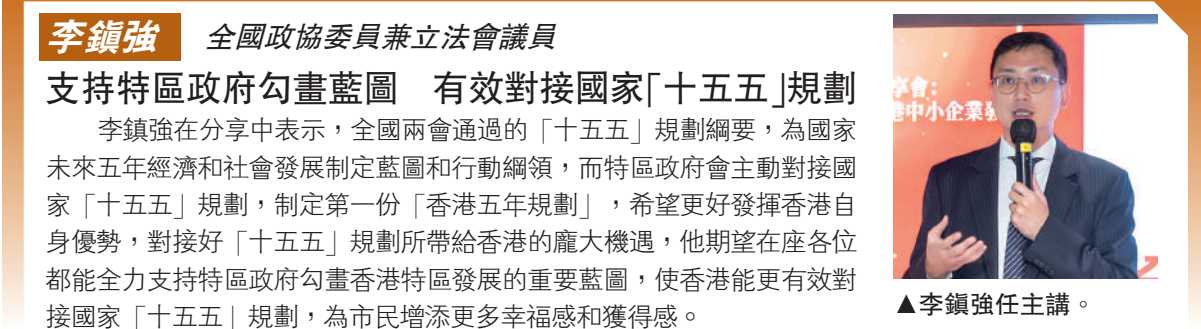 李鎮強 全國政協委員兼立法會議員
支持特區政府勾畫藍圖 有效對接國家「十五五」規劃
李鎮強在分享中表示，全國兩會通過的「十五五」規劃綱要，為國家
未來五年經濟和社會發展制定藍圖和行動綱領，而特區政府會主動對接國
家「十五五」規劃，制定第一份「香港五年規劃」，希望更好發揮香港自
身優勢，對接好「十五五」規劃所帶給香港的龐大機遇，他期望在座各位
都能全力支持特區政府勾畫香港特區發展的重要藍圖，使香港能更有效對
接國家「十五五」規劃，為市民增添更多幸福感和獲得感。
享會:
港中小企業發
▲李鎮強任主講。